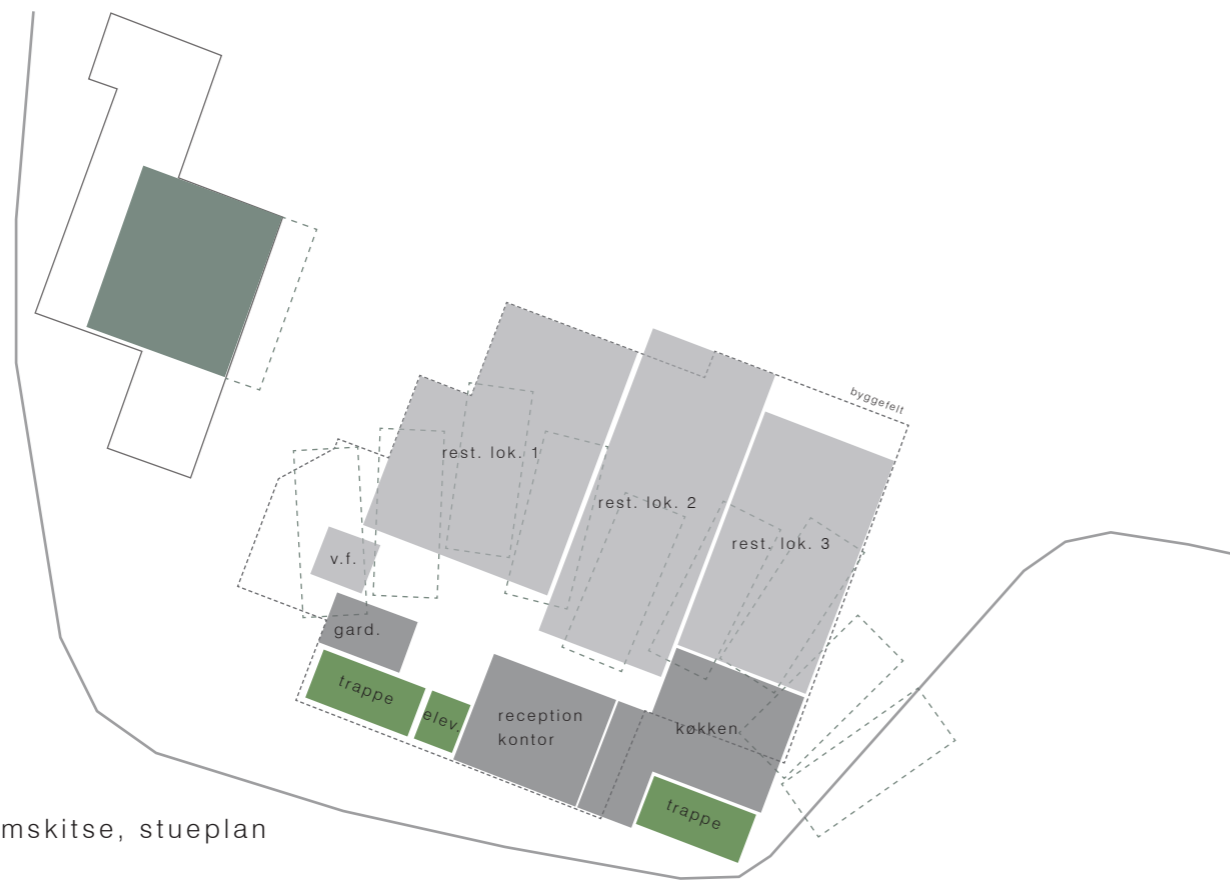 byggefelt
rest. lok. 1
rest. lok. 2
rest. lok. 3
v.f.
gard.
trappe
elev.
reception
kontor
køkken
trappe
mskitse, stueplan